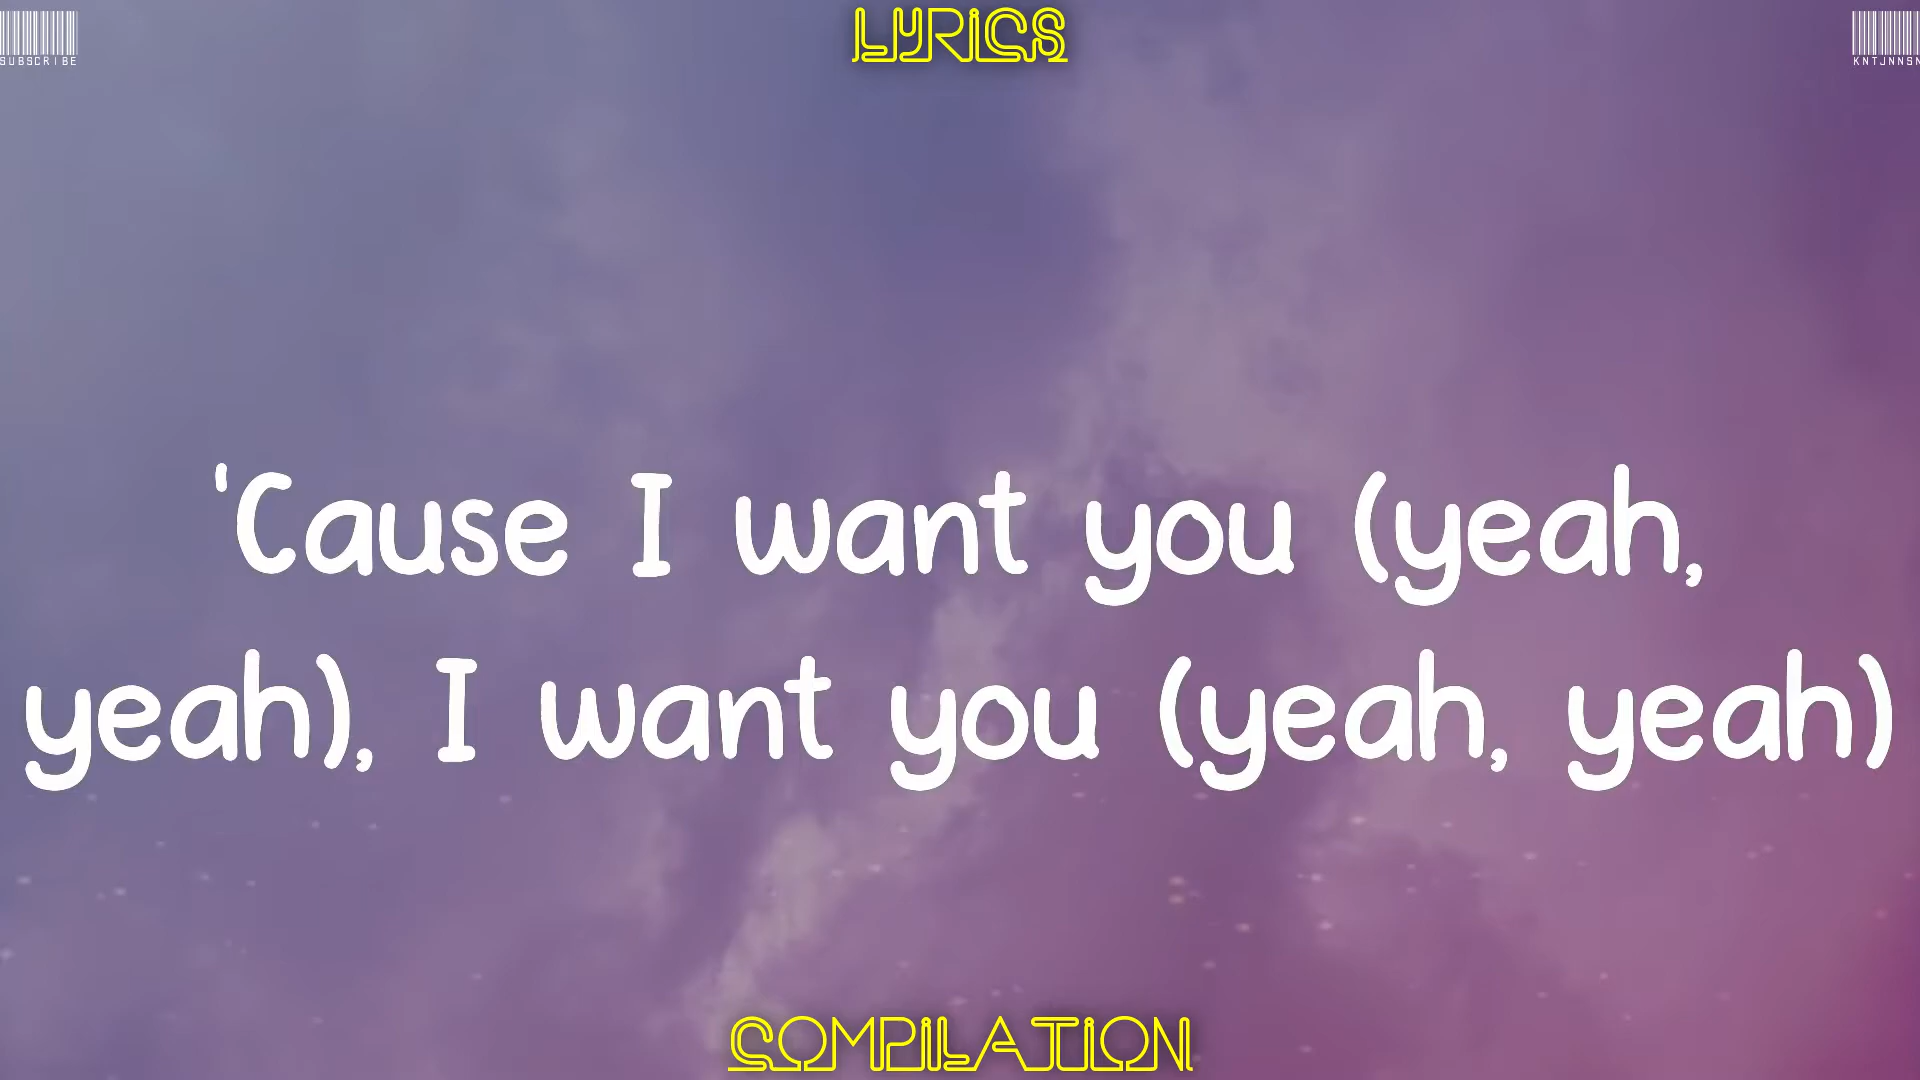 LYRICS
SUBSCRIBE
KNTJNNSN
'Cause I want you (yeah,
yeah), I want you (yeah, yeah)
COMPILATION